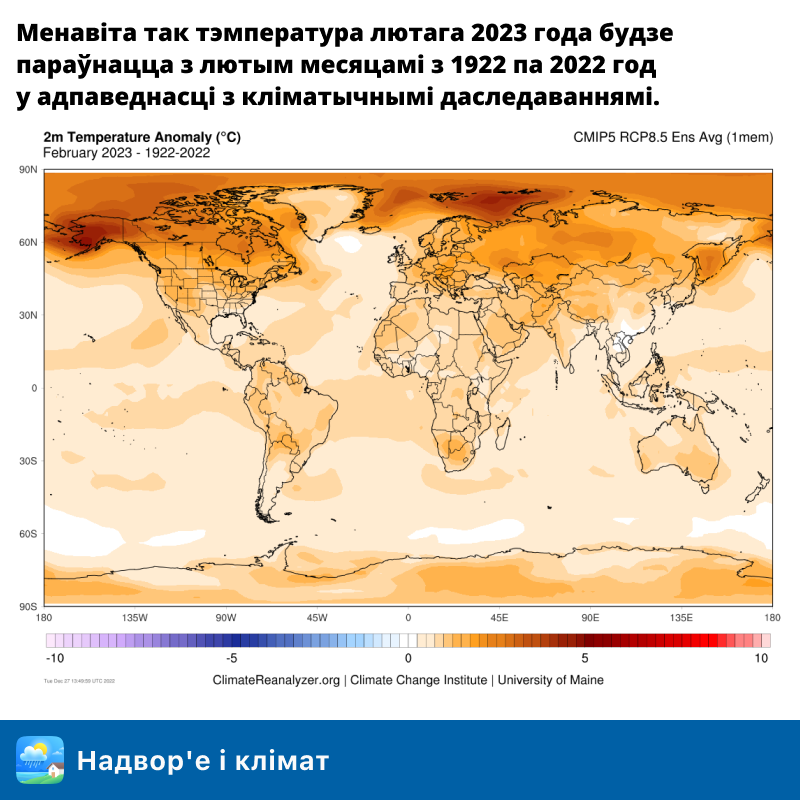 Менавіта так тэмпература лютага 2023 года будзе
параўнацца з лютым месяцамі з 1922 па 2022 год
у адпаведнасці з кліматычнымі даследаваннямі.
2m Temperature Anomaly (°C)
CMIP5 RCP8.5 Ens Avg (1mem)
February 2023 - 1922-2022
90N
60N
30N
0
30S
60S
90S
180 135W 90W 45W 0 45E 90E 135E 180
-10 -5 0 5 10
Tue Dec 27 13:49:55 UTC 2022
ClimateReanalyzer.org | Climate Change Institute | University of Maine
Надвор'е і клімат